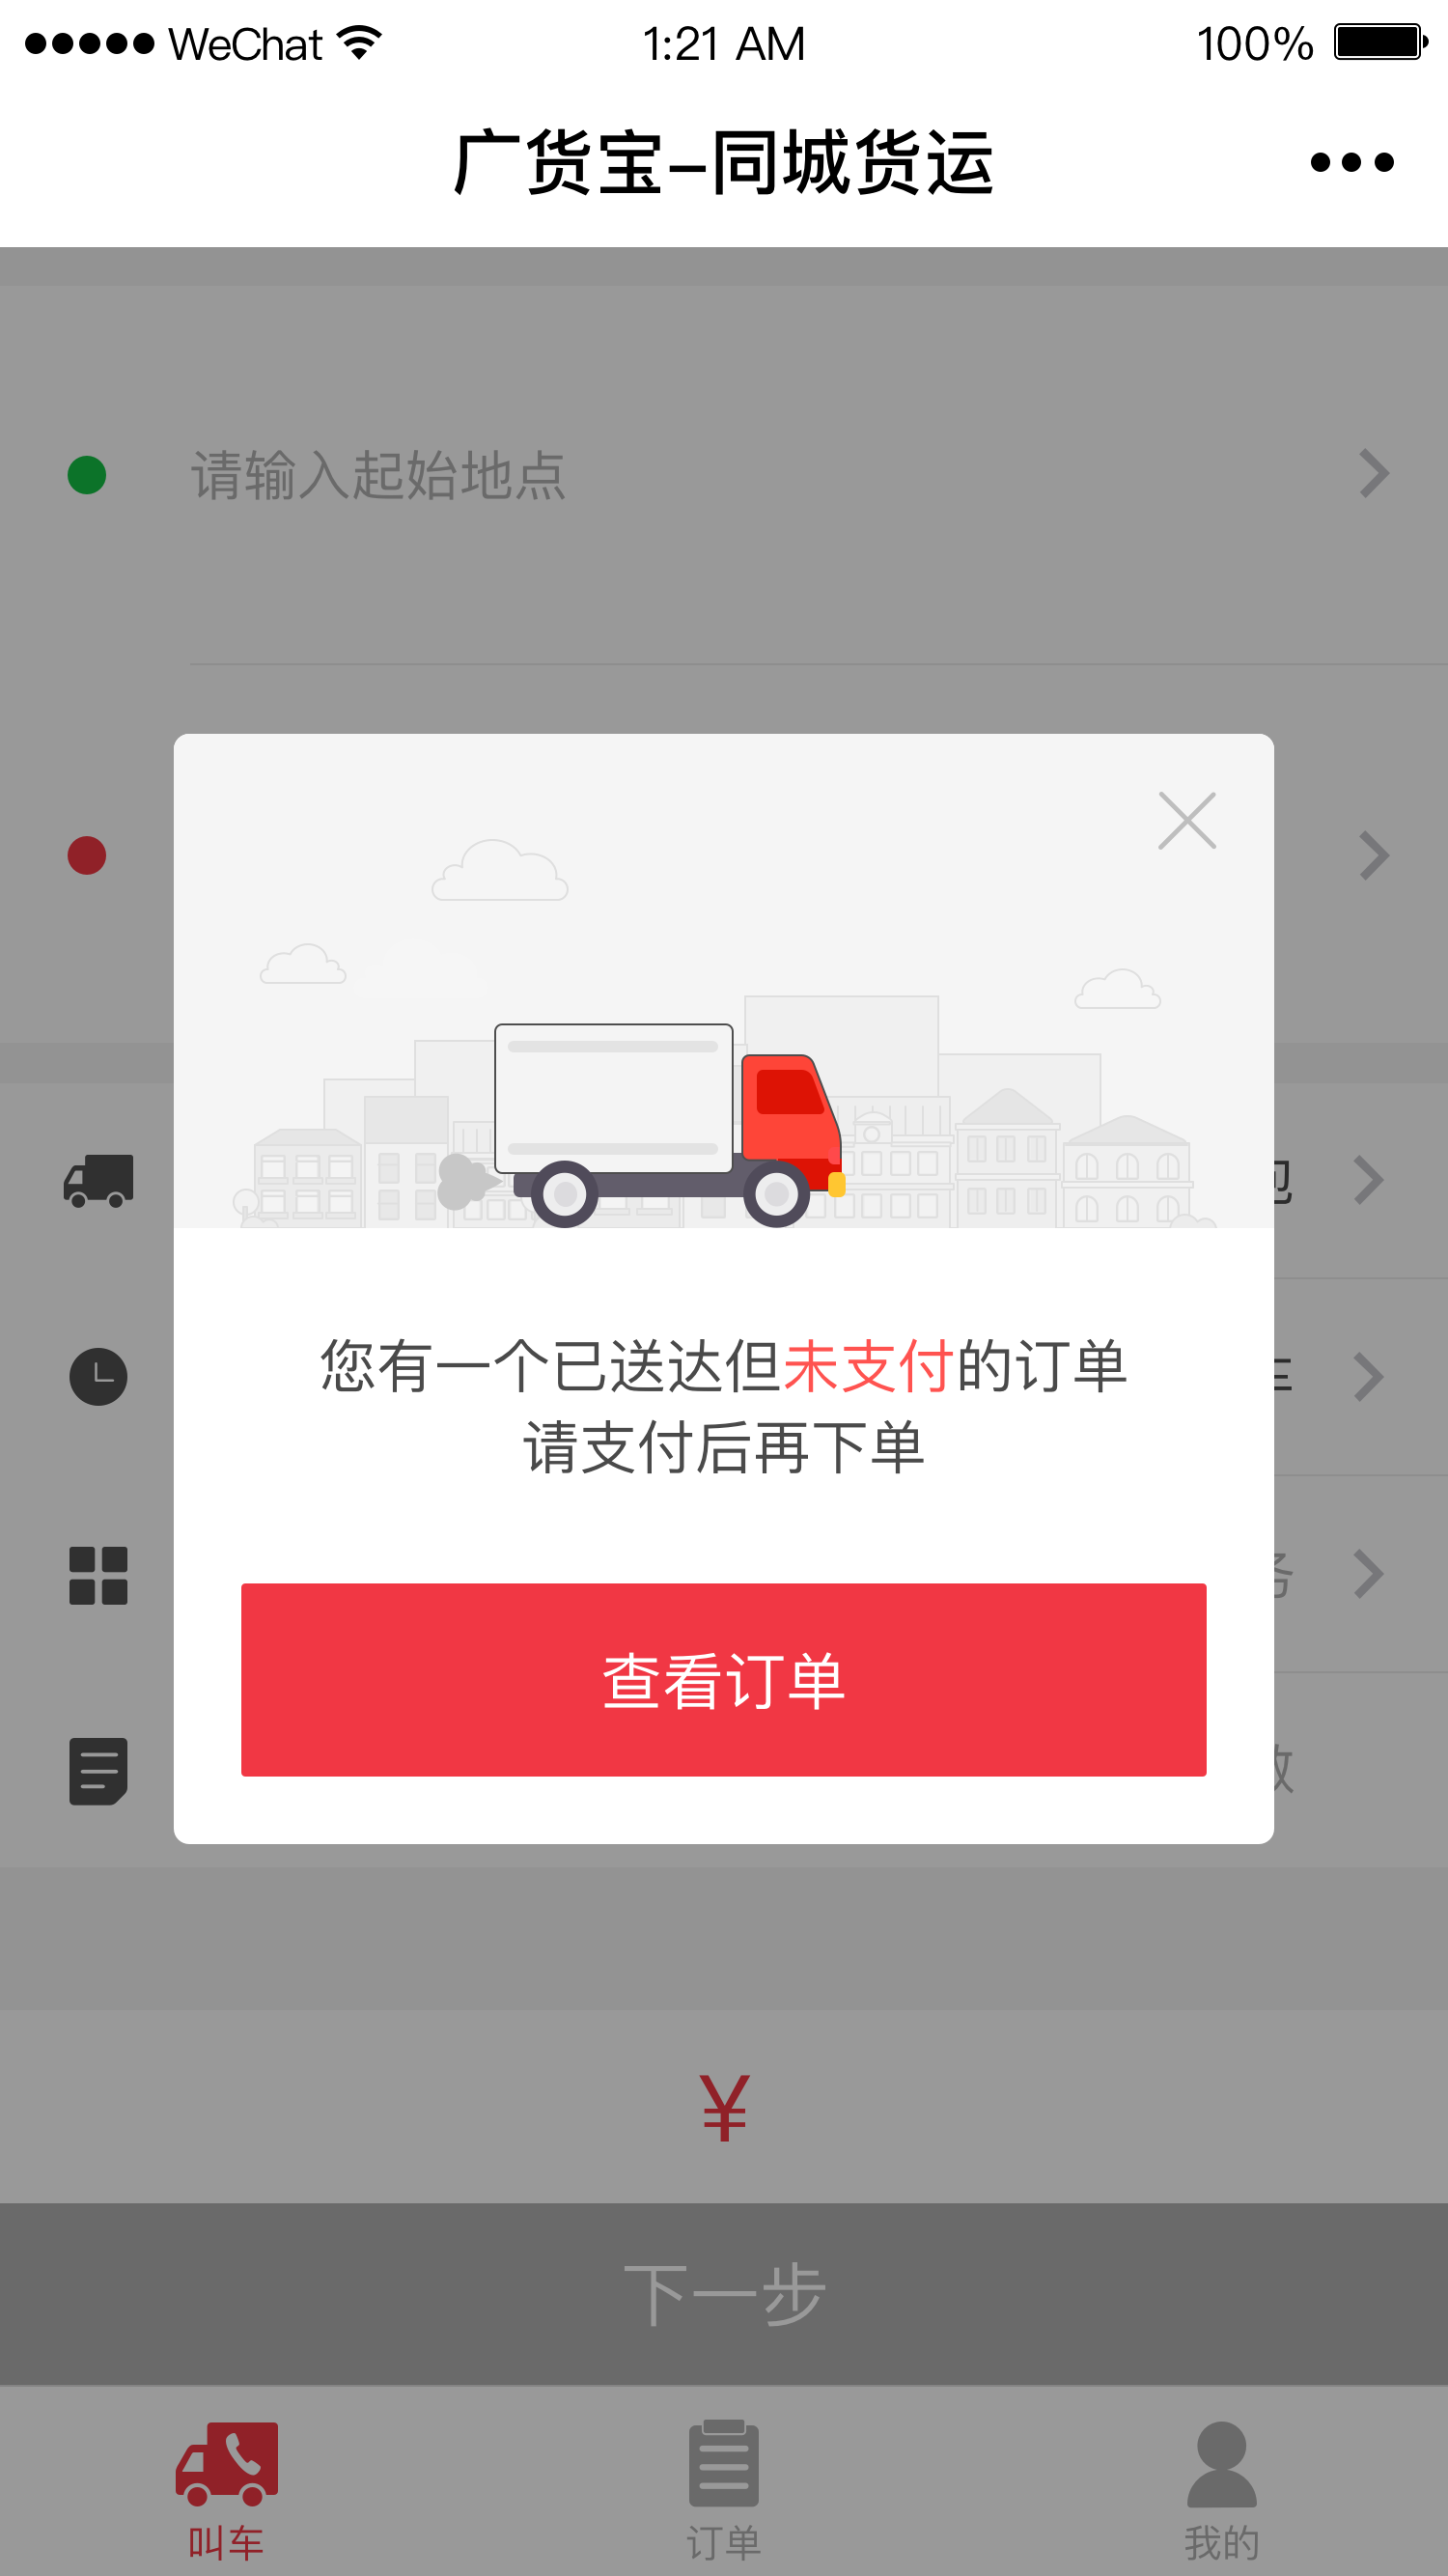 WeChat 1:21 AM 100%
广货宝-同城货运
请输入起始地点
您有一个已送达但未支付的订单
请支付后再下单
查看订单
¥
下一步
叫车 订单 我的